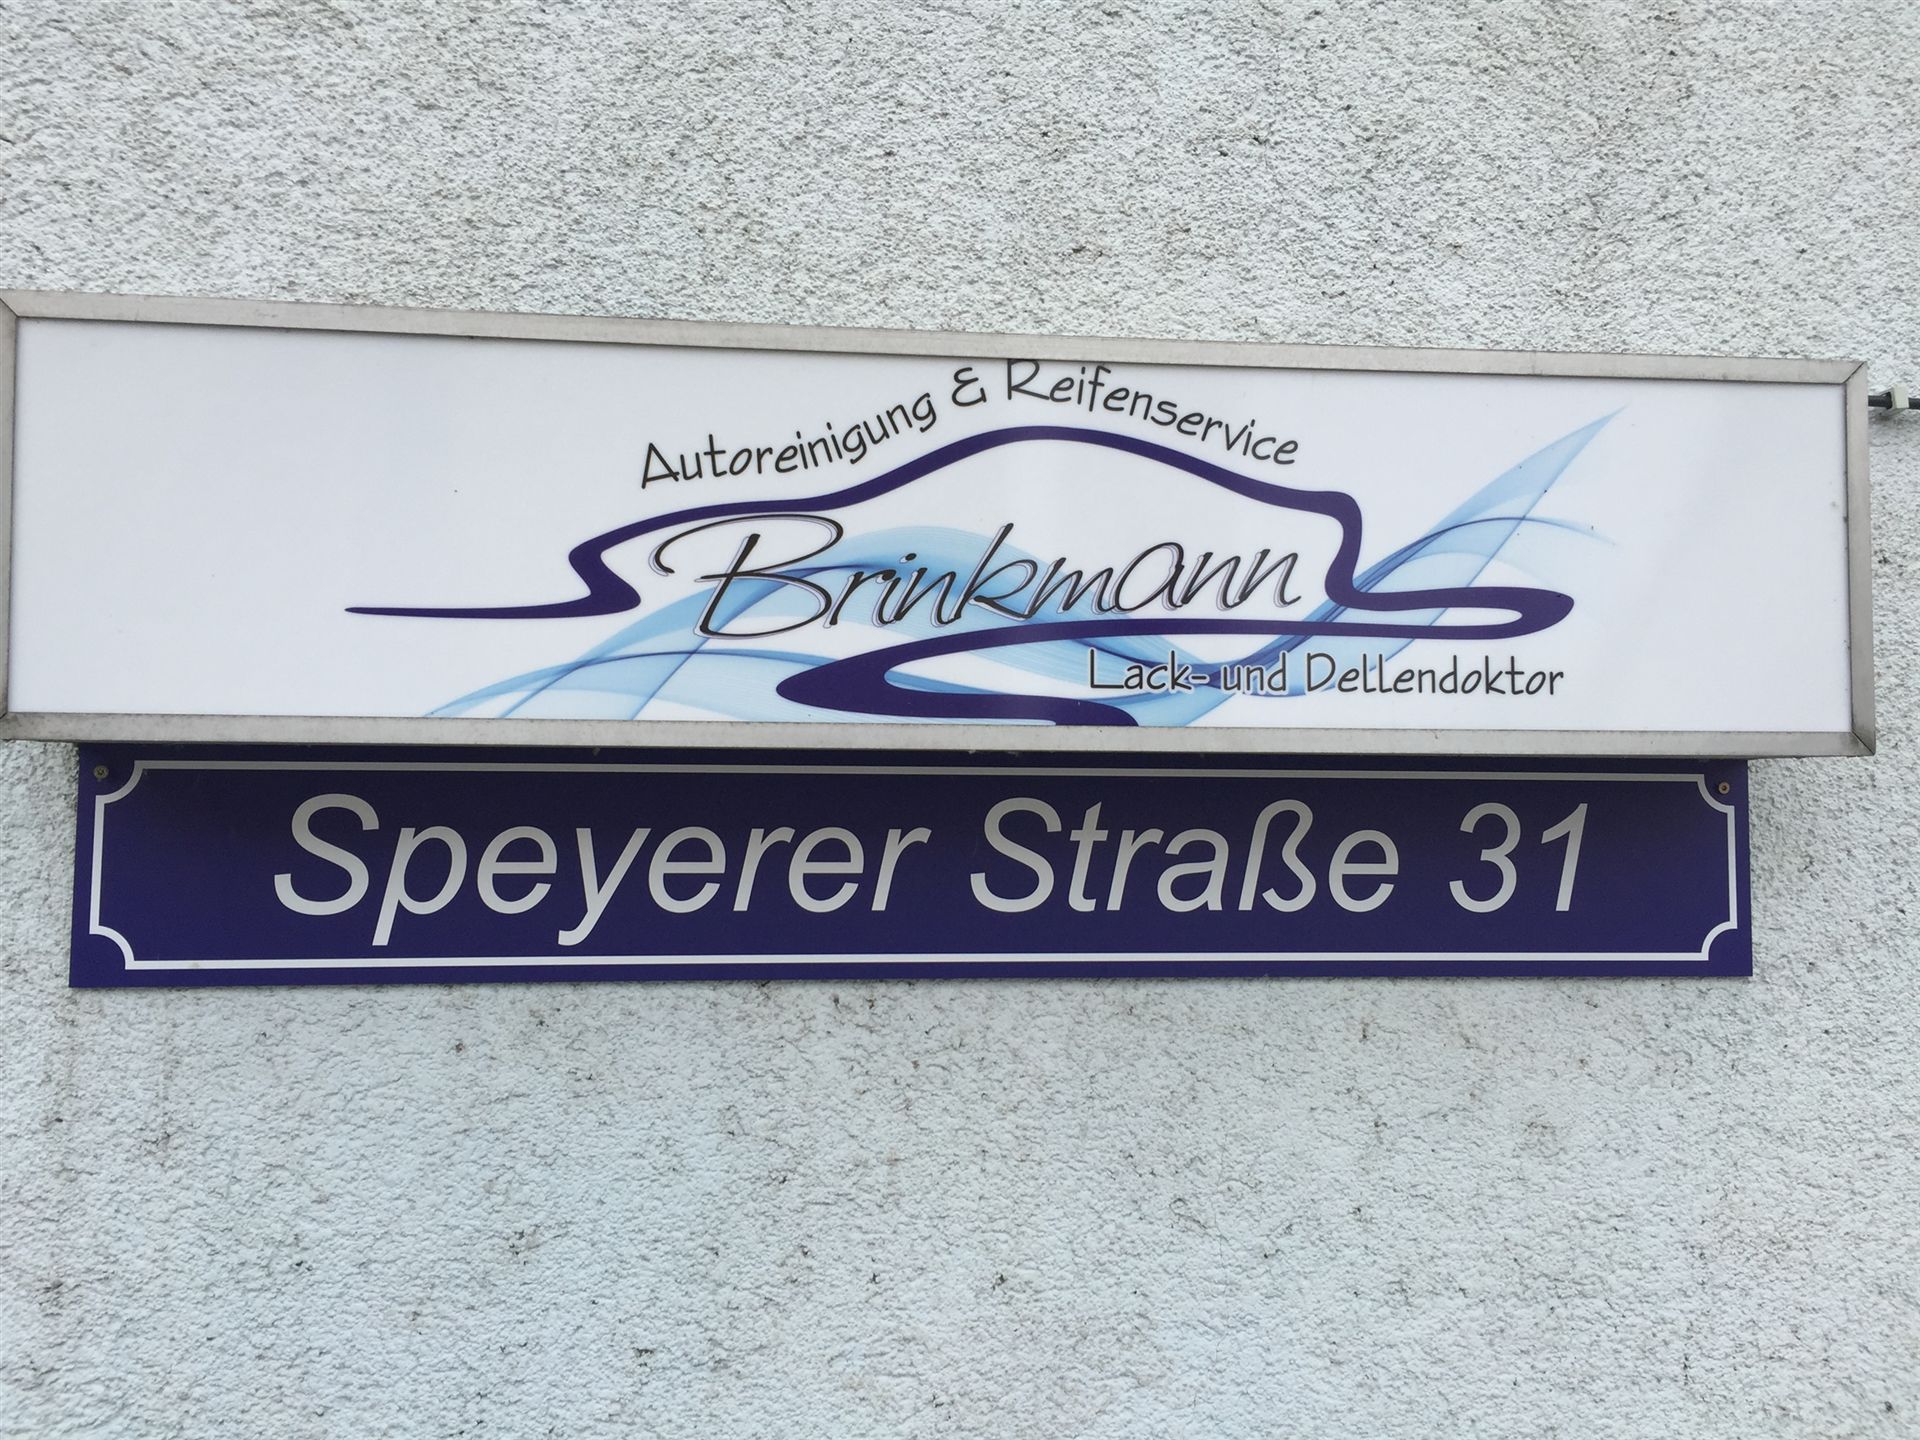 Autoreinigung & Reifenservice
Brinkmann
Lack- und Dellendoktor
Speyerer Straße 31